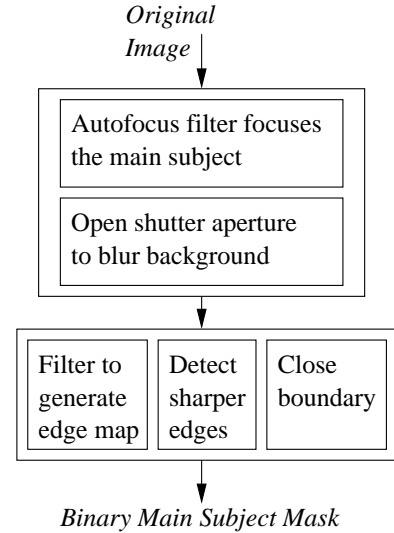 Original
Image
Autofocus filter focuses
the main subject
Open shutter aperture
to blur background
Filter to
generate
edge map
Detect
sharper
edges
Close
boundary
Binary Main Subject Mask